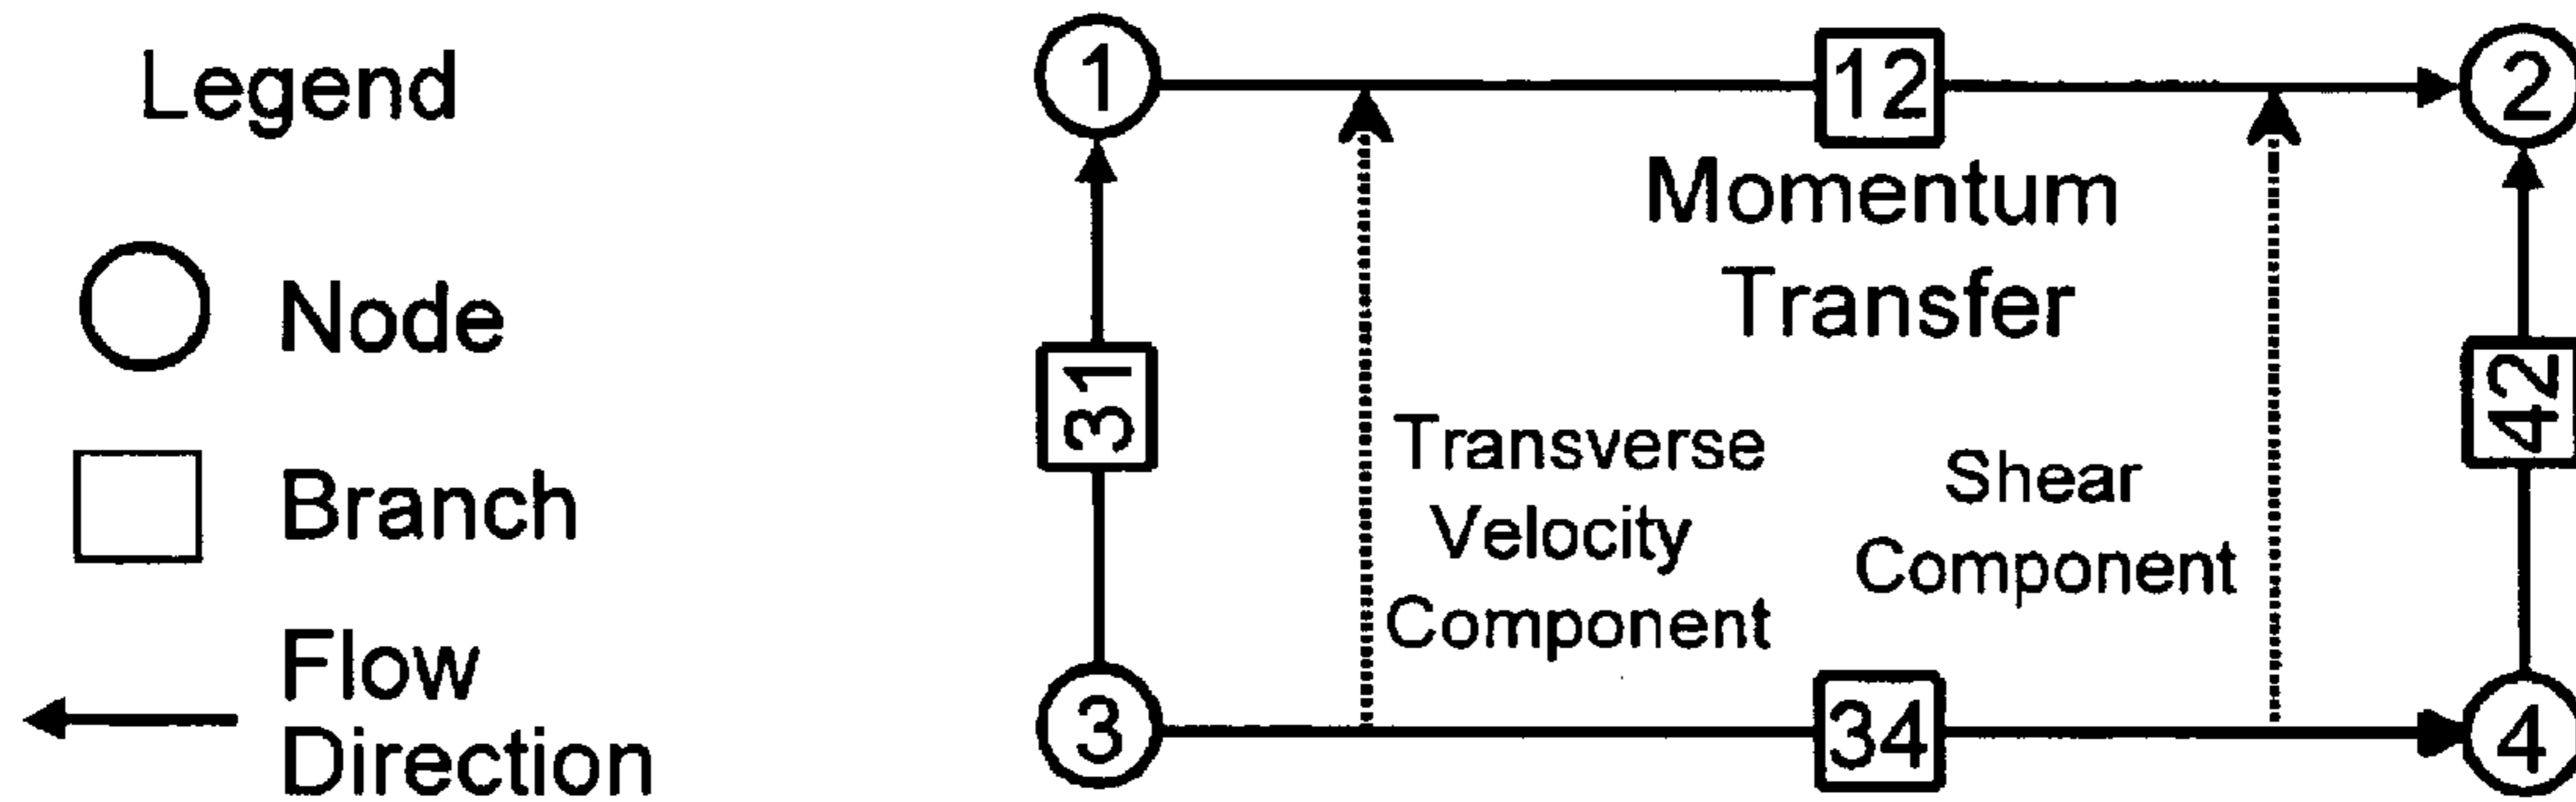 Legend
Node
Branch
Flow
Direction
1
12
2
Momentum
Transfer
31
42
Transverse
Velocity
Component
Shear
Component
3
34
4